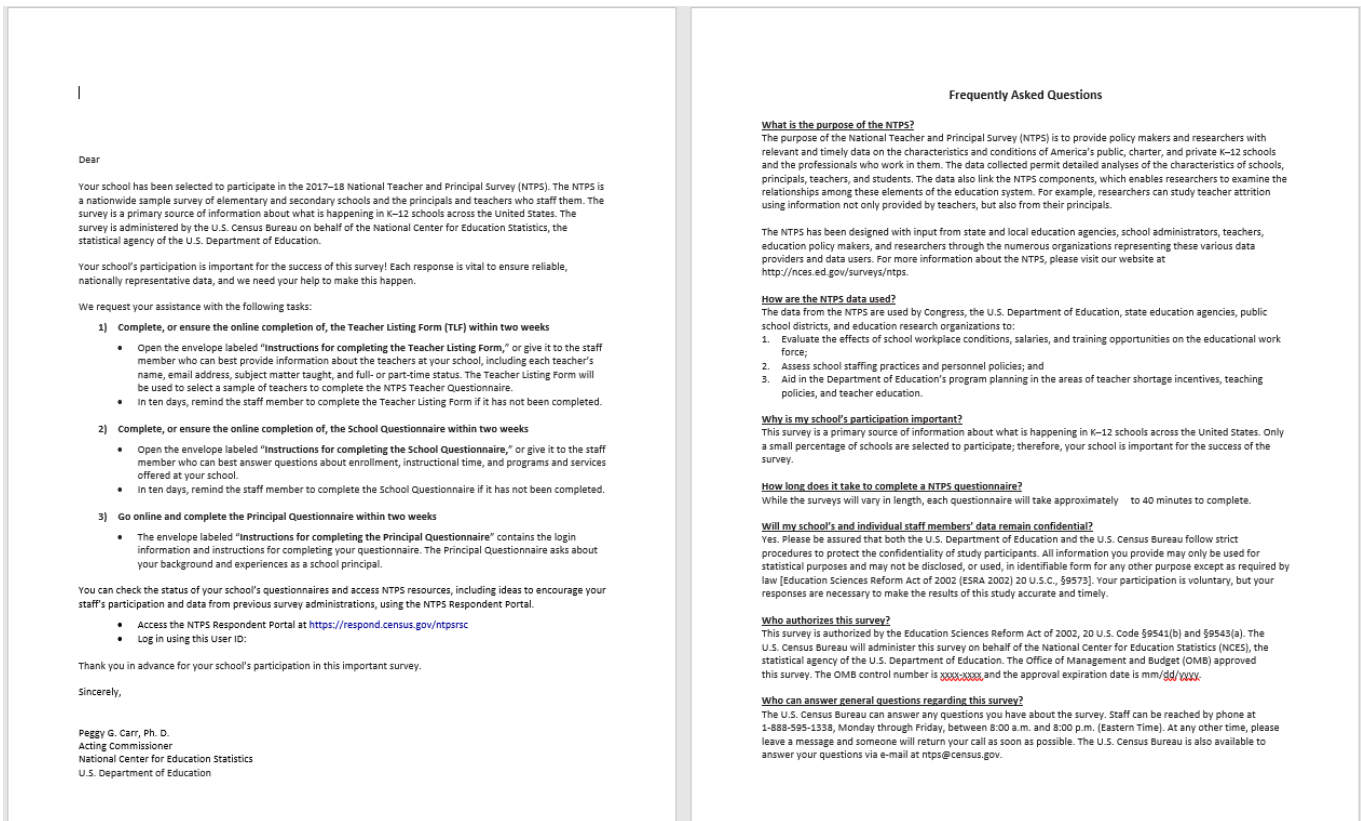 Dear
Your school has been selected to participate in the 2017–18 National Teacher and Principal Survey (NTPS). The NTPS is
a nationwide sample survey of elementary and secondary schools and the principals and teachers who staff them. The
survey is a primary source of information about what is happening in K–12 schools across the United States. The
survey is administered by the U.S. Census Bureau on behalf of the National Center for Education Statistics, the
statistical agency of the U.S. Department of Education.
Your school's participation is important for the success of this survey! Each response is vital to ensure reliable,
nationally representative data, and we need your help to make this happen.
We request your assistance with the following tasks:
1) Complete, or ensure the online completion of, the Teacher Listing Form (TLF) within two weeks
• Open the envelope labeled “Instructions for completing the Teacher Listing Form,” or give it to the staff
member who can best provide information about the teachers at your school, including each teacher's
name, email address, subject matter taught, and full- or part-time status. The Teacher Listing Form will
be used to select a sample of teachers to complete the NTPS Teacher Questionnaire.
• In ten days, remind the staff member to complete the Teacher Listing Form if it has not been completed.
2) Complete, or ensure the online completion of, the School Questionnaire within two weeks
• Open the envelope labeled “Instructions for completing the School Questionnaire,” or give it to the staff
member who can best answer questions about enrollment, instructional time, and programs and services
offered at your school.
• In ten days, remind the staff member to complete the School Questionnaire if it has not been completed.
3) Go online and complete the Principal Questionnaire within two weeks
• The envelope labeled “Instructions for completing the Principal Questionnaire” contains the login
information and instructions for completing your questionnaire. The Principal Questionnaire asks about
your background and experiences as a school principal.
You can check the status of your school's questionnaires and access NTPS resources, including ideas to encourage your
staff's participation and data from previous survey administrations, using the NTPS Respondent Portal.
• Access the NTPS Respondent Portal at https://respond.census.gov/ntpsrsc
• Log in using this User ID:
Thank you in advance for your school's participation in this important survey.
Sincerely,
Peggy G. Carr, Ph. D.
Acting Commissioner
National Center for Education Statistics
U.S. Department of Education
Frequently Asked Questions
What is the purpose of the NTPS?
The purpose of the National Teacher and Principal Survey (NTPS) is to provide policy makers and researchers with
relevant and timely data on the characteristics and conditions of America's public, charter, and private K–12 schools
and the professionals who work in them. The data collected permit detailed analyses of the characteristics of schools,
principals, teachers, and students. The data also link the NTPS components, which enables researchers to examine the
relationships among these elements of the education system. For example, researchers can study teacher attrition
using information not only provided by teachers, but also from their principals.
The NTPS has been designed with input from state and local education agencies, school administrators, teachers,
education policy makers, and researchers through the numerous organizations representing these various data
providers and data users. For more information about the NTPS, please visit our website at
http://nces.ed.gov/surveys/ntps.
How are the NTPS data used?
The data from the NTPS are used by Congress, the U.S. Department of Education, state education agencies, public
school districts, and education research organizations to:
1. Evaluate the effects of school workplace conditions, salaries, and training opportunities on the educational work
force;
2. Assess school staffing practices and personnel policies; and
3. Aid in the Department of Education's program planning in the areas of teacher shortage incentives, teaching
policies, and teacher education.
Why is my school's participation important?
This survey is a primary source of information about what is happening in K–12 schools across the United States. Only
a small percentage of schools are selected to participate; therefore, your school is important for the success of the
survey.
How long does it take to complete a NTPS questionnaire?
While the surveys will vary in length, each questionnaire will take approximately to 40 minutes to complete.
Will my school's and individual staff members' data remain confidential?
Yes. Please be assured that both the U.S. Department of Education and the U.S. Census Bureau follow strict
procedures to protect the confidentiality of study participants. All information you provide may only be used for
statistical purposes and may not be disclosed, or used, in identifiable form for any other purpose except as required by
law [Education Sciences Reform Act of 2002 (ESRA 2002) 20 U.S.C., §9573]. Your participation is voluntary, but your
responses are necessary to make the results of this study accurate and timely.
Who authorizes this survey?
This survey is authorized by the Education Sciences Reform Act of 2002, 20 U.S. Code §9541(b) and §9543(a). The
U.S. Census Bureau will administer this survey on behalf of the National Center for Education Statistics (NCES), the
statistical agency of the U.S. Department of Education. The Office of Management and Budget (OMB) approved
this survey. The OMB control number is xxxx-xxxx and the approval expiration date is mm/dd/yyyy.
Who can answer general questions regarding this survey?
The U.S. Census Bureau can answer any questions you have about the survey. Staff can be reached by phone at
1-888-595-1338, Monday through Friday, between 8:00 a.m. and 8:00 p.m. (Eastern Time). At any other time, please
leave a message and someone will return your call as soon as possible. The U.S. Census Bureau is also available to
answer your questions via e-mail at ntps@census.gov.